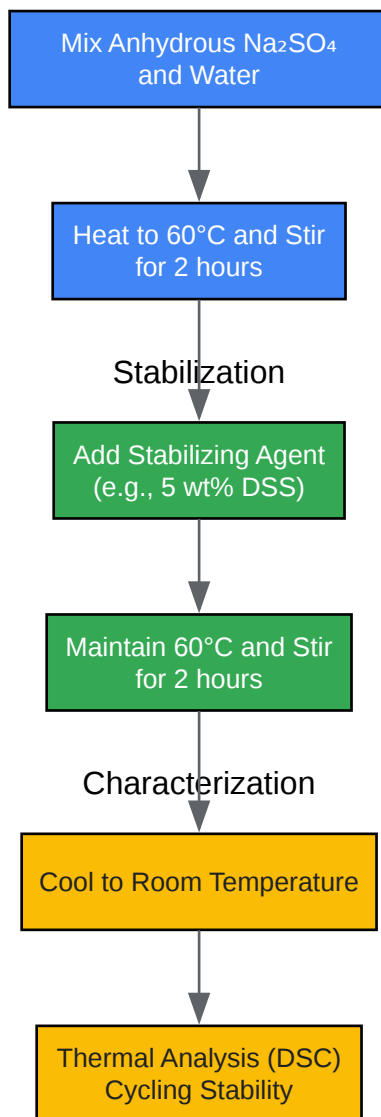 Mix Anhydrous Na₂SO₄
and Water
Heat to 60°C and Stir
for 2 hours
Stabilization
Add Stabilizing Agent
(e.g., 5 wt% DSS)
Maintain 60°C and Stir
for 2 hours
Characterization
Cool to Room Temperature
Thermal Analysis (DSC)
Cycling Stability